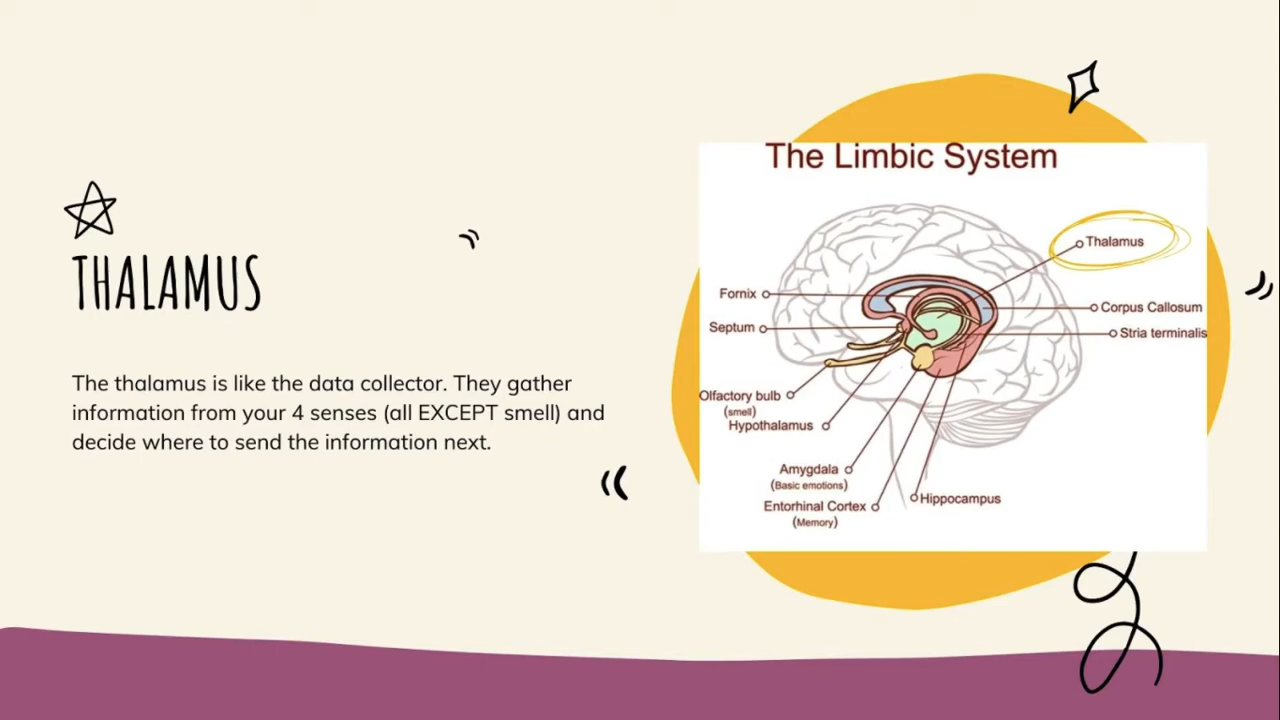 THALAMUS
The thalamus is like the data collector. They gather
information from your 4 senses (all EXCEPT smell) and
decide where to send the information next.
The Limbic System
Thalamus
Fornix
Corpus Callosum
Septum
Stria terminalis
Olfactory bulb
(smell)
Hypothalamus
Amygdala
(Basic emotions)
Entorhinal Cortex
(Memory)
Hippocampus